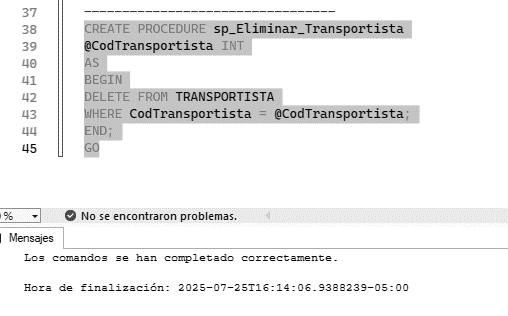 37 --------------------------------
38 CREATE PROCEDURE sp_Eliminar_Transportista
39 @CodTransportista INT
40 AS
41 BEGIN
42 DELETE FROM TRANSPORTISTA
43 WHERE CodTransportista = @CodTransportista;
44 END;
45 GO
% No se encontraron problemas.
Mensajes
Los comandos se han completado correctamente.
Hora de finalización: 2025-07-25T16:14:06.9388239-05:00